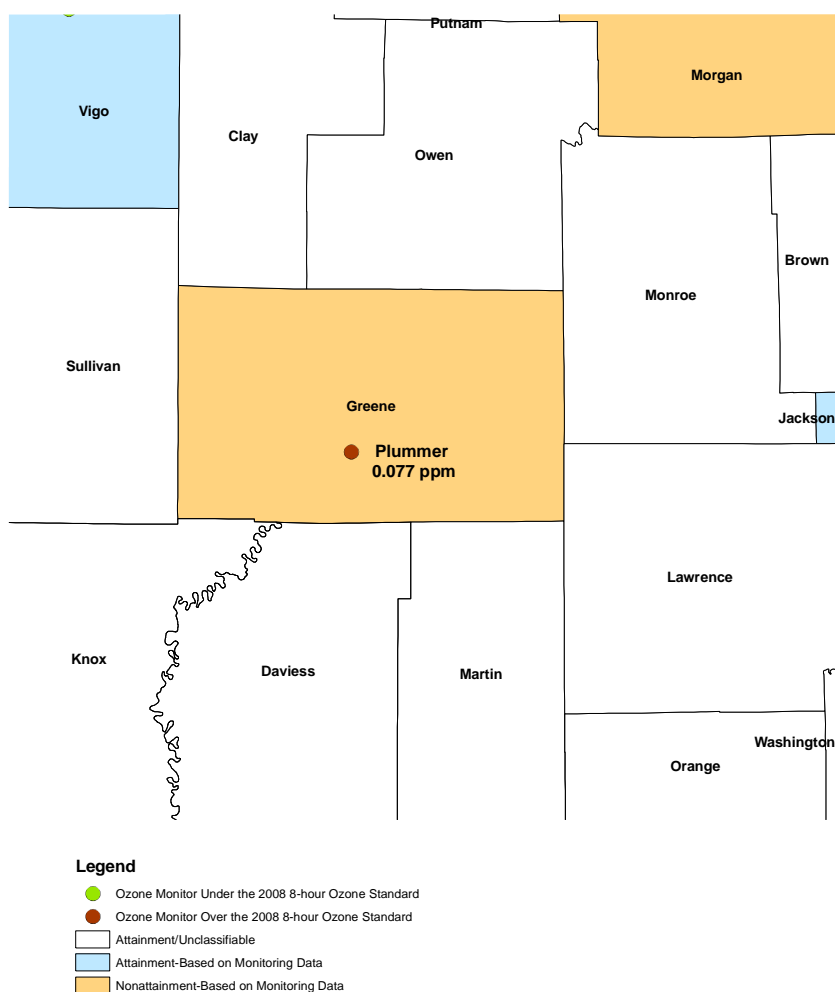 Putnam
Morgan
Vigo
Clay
Owen
Brown
Monroe
Sullivan
Greene
Jackson
Plummer
0.077 ppm
Lawrence
Knox
Daviess
Martin
Washington
Orange
Legend
Ozone Monitor Under the 2008 8-hour Ozone Standard
Ozone Monitor Over the 2008 8-hour Ozone Standard
Attainment/Unclassifiable
Attainment-Based on Monitoring Data
Nonattainment-Based on Monitoring Data